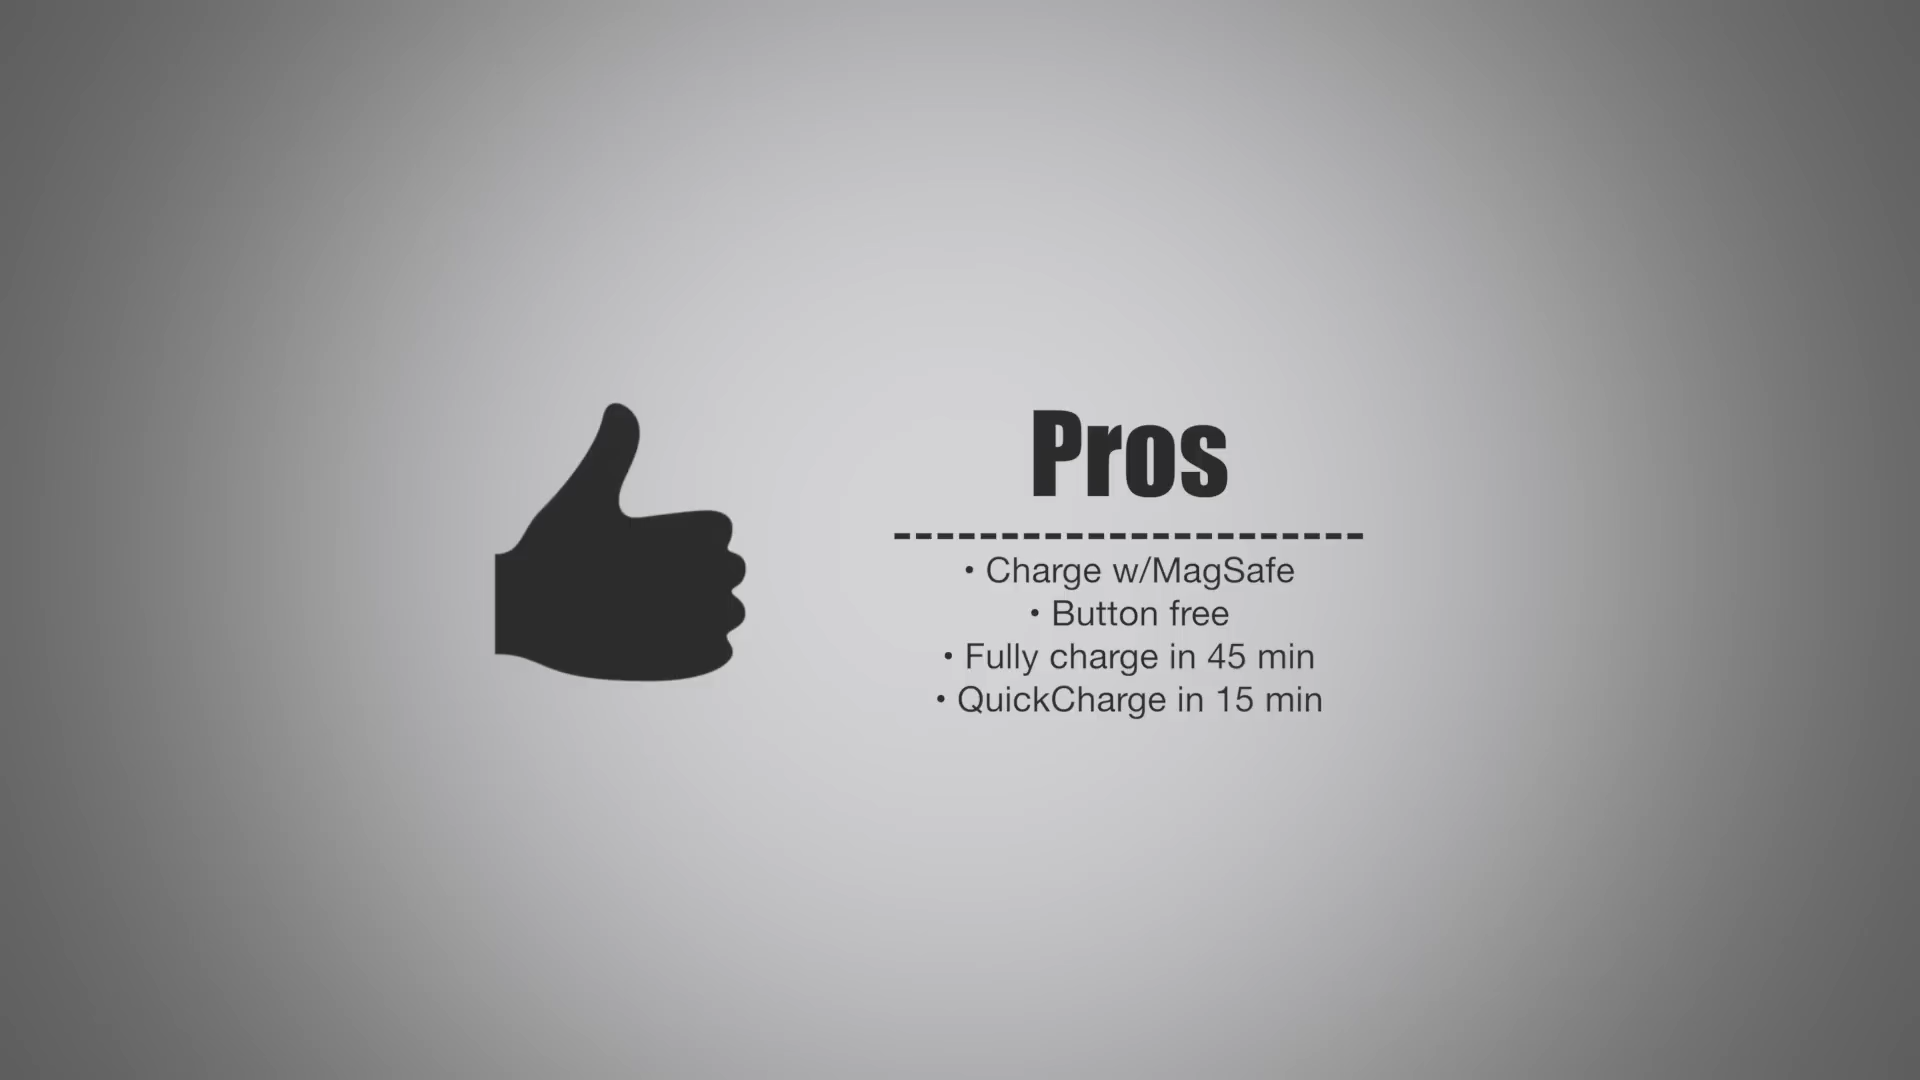 Pros
• Charge w/MagSafe
• Button free
• Fully charge in 45 min
• QuickCharge in 15 min